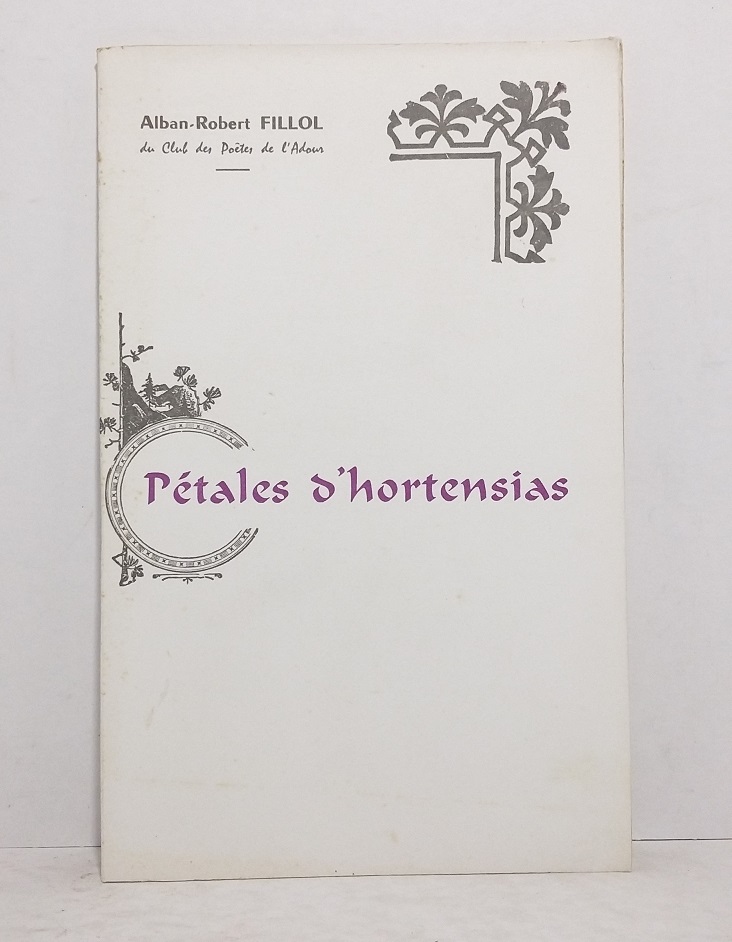 Alban-Robert FILLOL
du Club des Poètes de l'Adour
Pétales d'hortensias